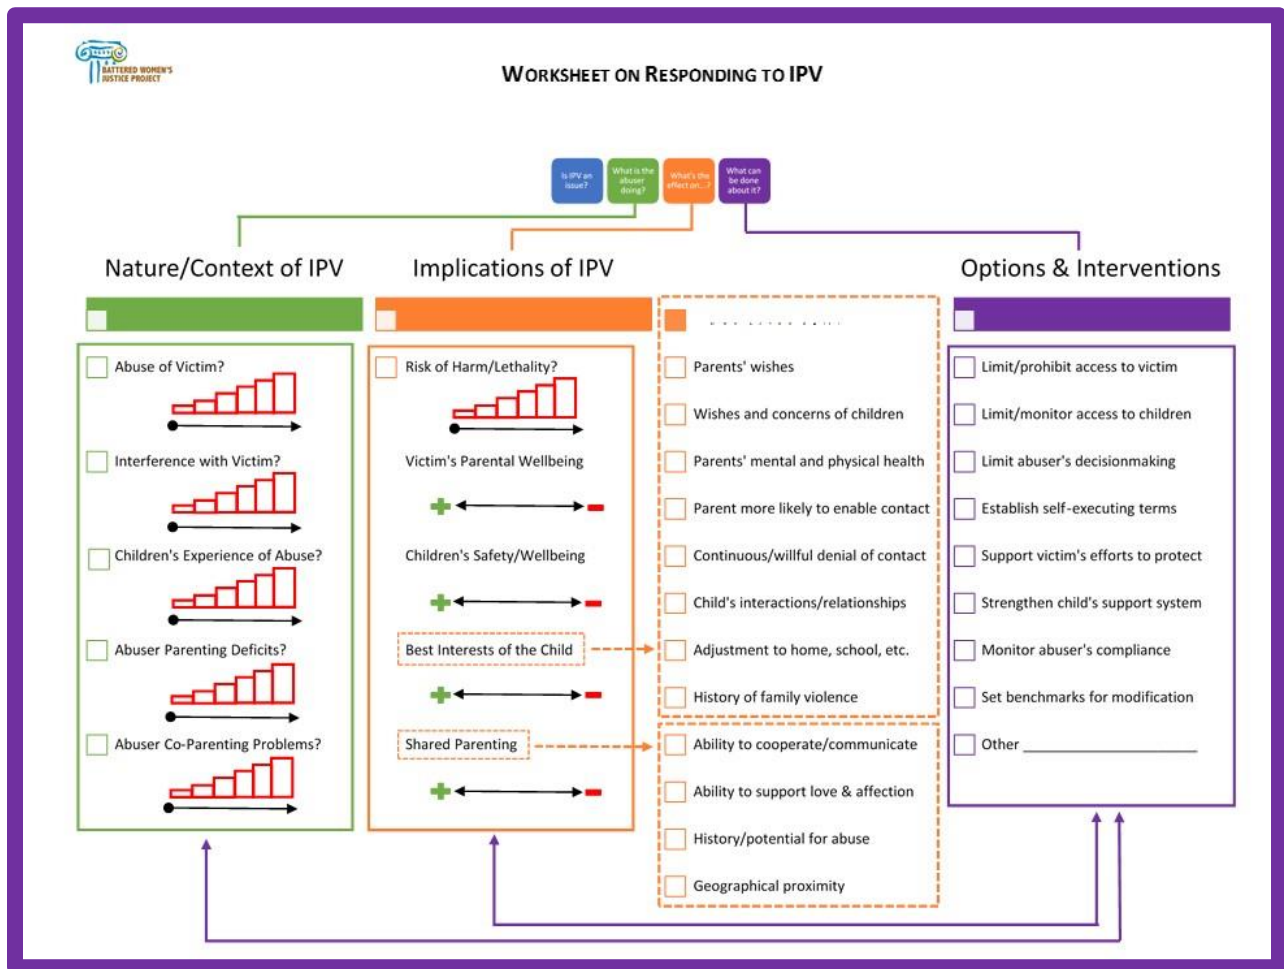 BATTERED WOMEN'S
JUSTICE PROJECT
WORKSHEET ON RESPONDING TO IPV
Is IPV an
issue?
What is the
abuser
doing?
What's the
effect on...?
What can
be done
about it?
Nature/Context of IPV
Abuse of Victim?
Interference with Victim?
Children's Experience of Abuse?
Abuser Parenting Deficits?
Abuser Co-Parenting Problems?
Implications of IPV
Risk of Harm/Lethality?
Victim's Parental Wellbeing
Children's Safety/Wellbeing
Best Interests of the Child
Shared Parenting
Parents' wishes
Wishes and concerns of children
Parents' mental and physical health
Parent more likely to enable contact
Continuous/willful denial of contact
Child's interactions/relationships
Adjustment to home, school, etc.
History of family violence
Ability to cooperate/communicate
Ability to support love & affection
History/potential for abuse
Geographical proximity
Options & Interventions
Limit/prohibit access to victim
Limit/monitor access to children
Limit abuser's decisionmaking
Establish self-executing terms
Support victim's efforts to protect
Strengthen child's support system
Monitor abuser's compliance
Set benchmarks for modification
Other ______________________